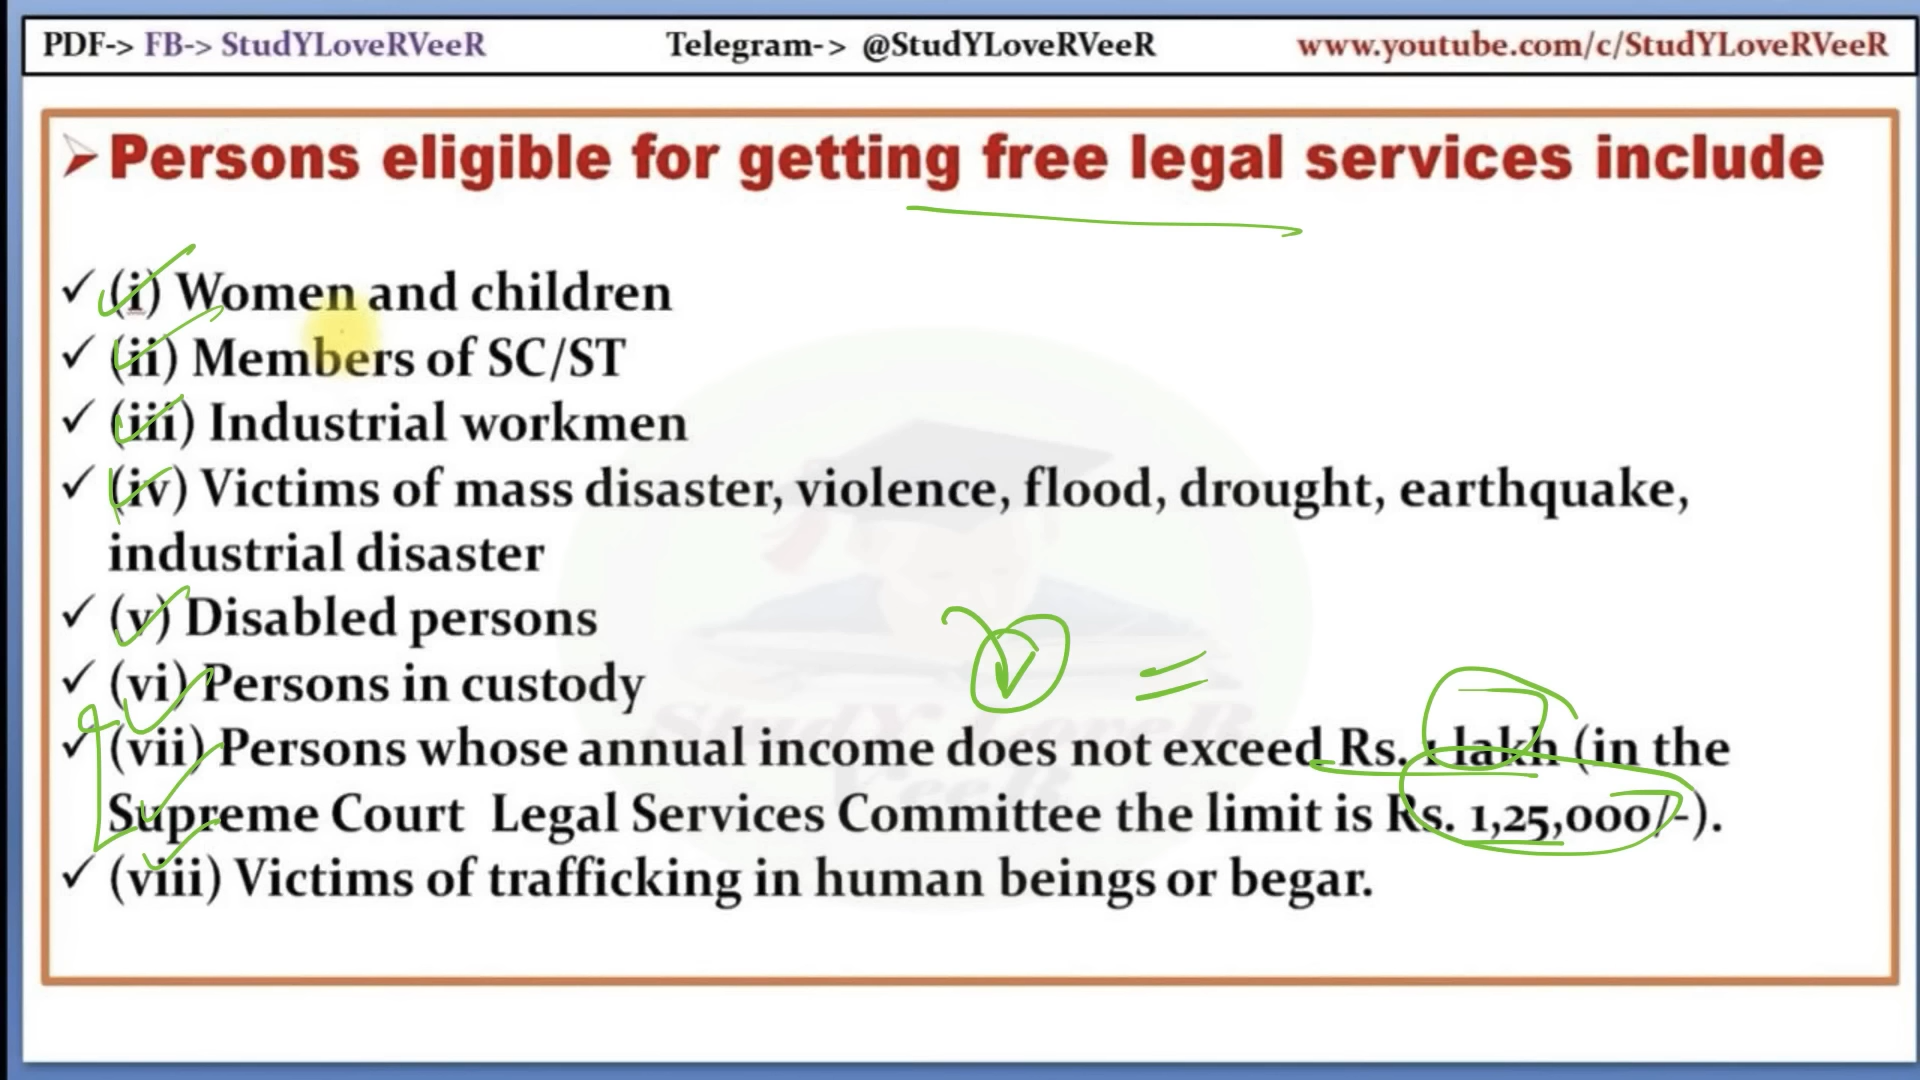 PDF-> FB-> StudYLoveRVeeR Telegram-> @StudYLoveRVeeR www.youtube.com/c/StudYLoveRVeeR
➢ Persons eligible for getting free legal services include
✓ (i) Women and children
✓ (ii) Members of SC/ST
✓ (iii) Industrial workmen
✓ (iv) Victims of mass disaster, violence, flood, drought, earthquake,
industrial disaster
✓ (v) Disabled persons
✓ (vi) Persons in custody
✓ (vii) Persons whose annual income does not exceed Rs. 1 lakh (in the
Supreme Court Legal Services Committee the limit is Rs. 1,25,000/-).
✓ (viii) Victims of trafficking in human beings or begar.
StudY LoveR
VeeR